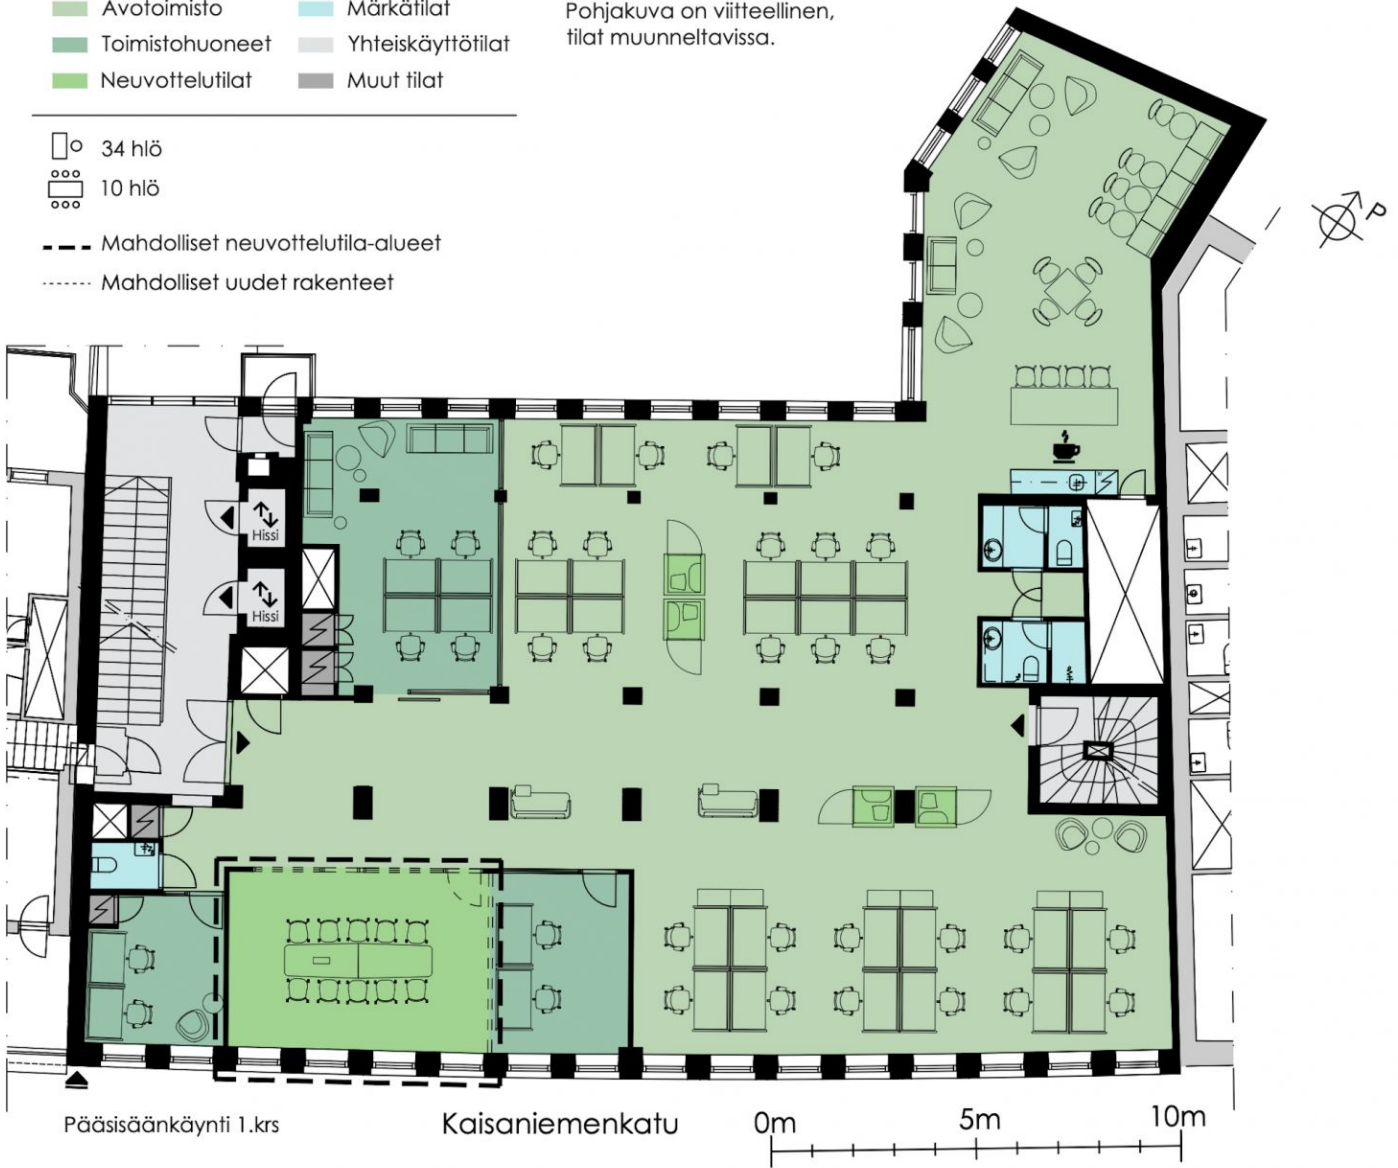 Avotoimisto
Märkätilat
Toimistohuoneet
Yhteiskäyttötilat
Neuvottelutilat
Muut tilat
Pohjakuva on viitteellinen,
tilat muunneltavissa.
34 hlö
10 hlö
Mahdolliset neuvottelutila-alueet
Mahdolliset uudet rakenteet
P
Hissi
Hissi
Pääsisäänkäynti 1.krs
Kaisaniemenkatu
0m
5m
10m